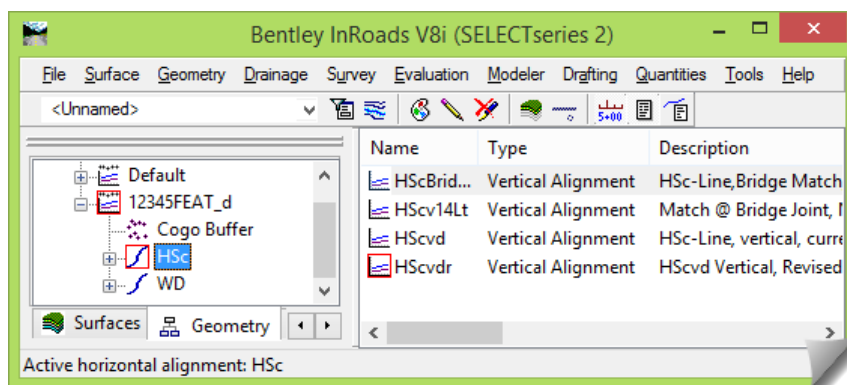 Bentley InRoads V8i (SELECTseries 2)
File Surface Geometry Drainage Survey Evaluation Modeler Drafting Quantities Tools Help
<Unnamed>
5+00
Default
12345FEAT_d
Cogo Buffer
HSc
WD
Surfaces Geometry
Name Type Description
HScBrid... Vertical Alignment HSc-Line,Bridge Match
HScv14Lt Vertical Alignment Match @ Bridge Joint,
HScvd Vertical Alignment HSc-Line, vertical, curre
HScvdr Vertical Alignment HScvd Vertical, Revised
Active horizontal alignment: HSc